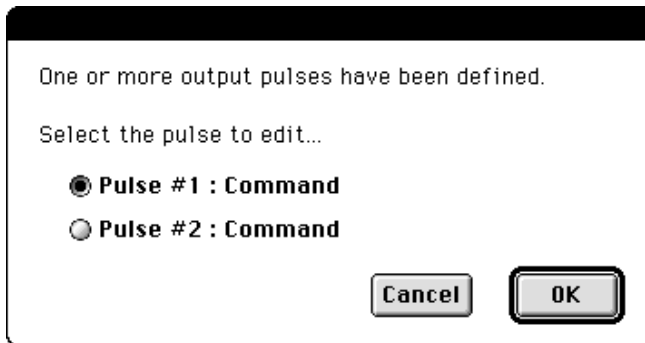 One or more output pulses have been defined.
Select the pulse to edit...
Pulse #1 : Command
Pulse #2 : Command
Cancel
OK